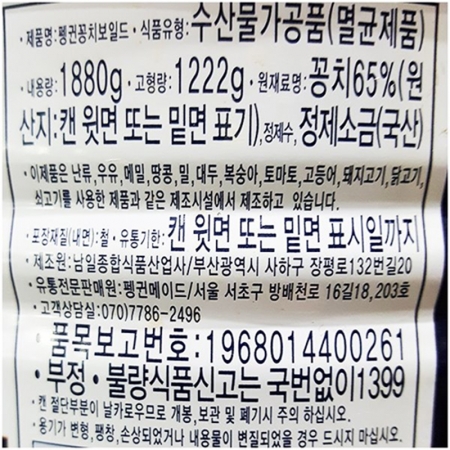 · 제품명: 펭귄꽁치보일드 · 식품유형: 수산물가공품(멸균제품)
· 내용량: 1880g · 고형량: 1222g · 원재료명: 꽁치65%(원
산지:캔 윗면 또는 밑면 표기), 정제수, 정제소금(국산)
· 이제품은 난류, 우유, 메밀, 땅콩, 밀, 대두, 복숭아, 토마토, 고등어, 돼지고기, 닭고기,
쇠고기를 사용한 제품과 같은 제조시설에서 제조하고 있습니다.
· 포장재질(내면):철 · 유통기한: 캔 윗면 또는 밑면 표시일까지
· 제조원:남일종합식품산업사/부산광역시 사하구 장평로132번길20
· 유통전문판매원:펭귄메이드/서울 서초구 방배천로 16길18, 203호
· 고객상담실:070)7786-2496
품목보고번호:1968014400261
· 부정 · 불량식품신고는 국번없이1399
· 캔 절단부분이 날카로우므로 개봉, 보관 및 폐기시 주의 하십시오.
· 용기가 변형, 팽창, 손상되었거나 내용물이 변질되었을 경우 드시지 마십시오.